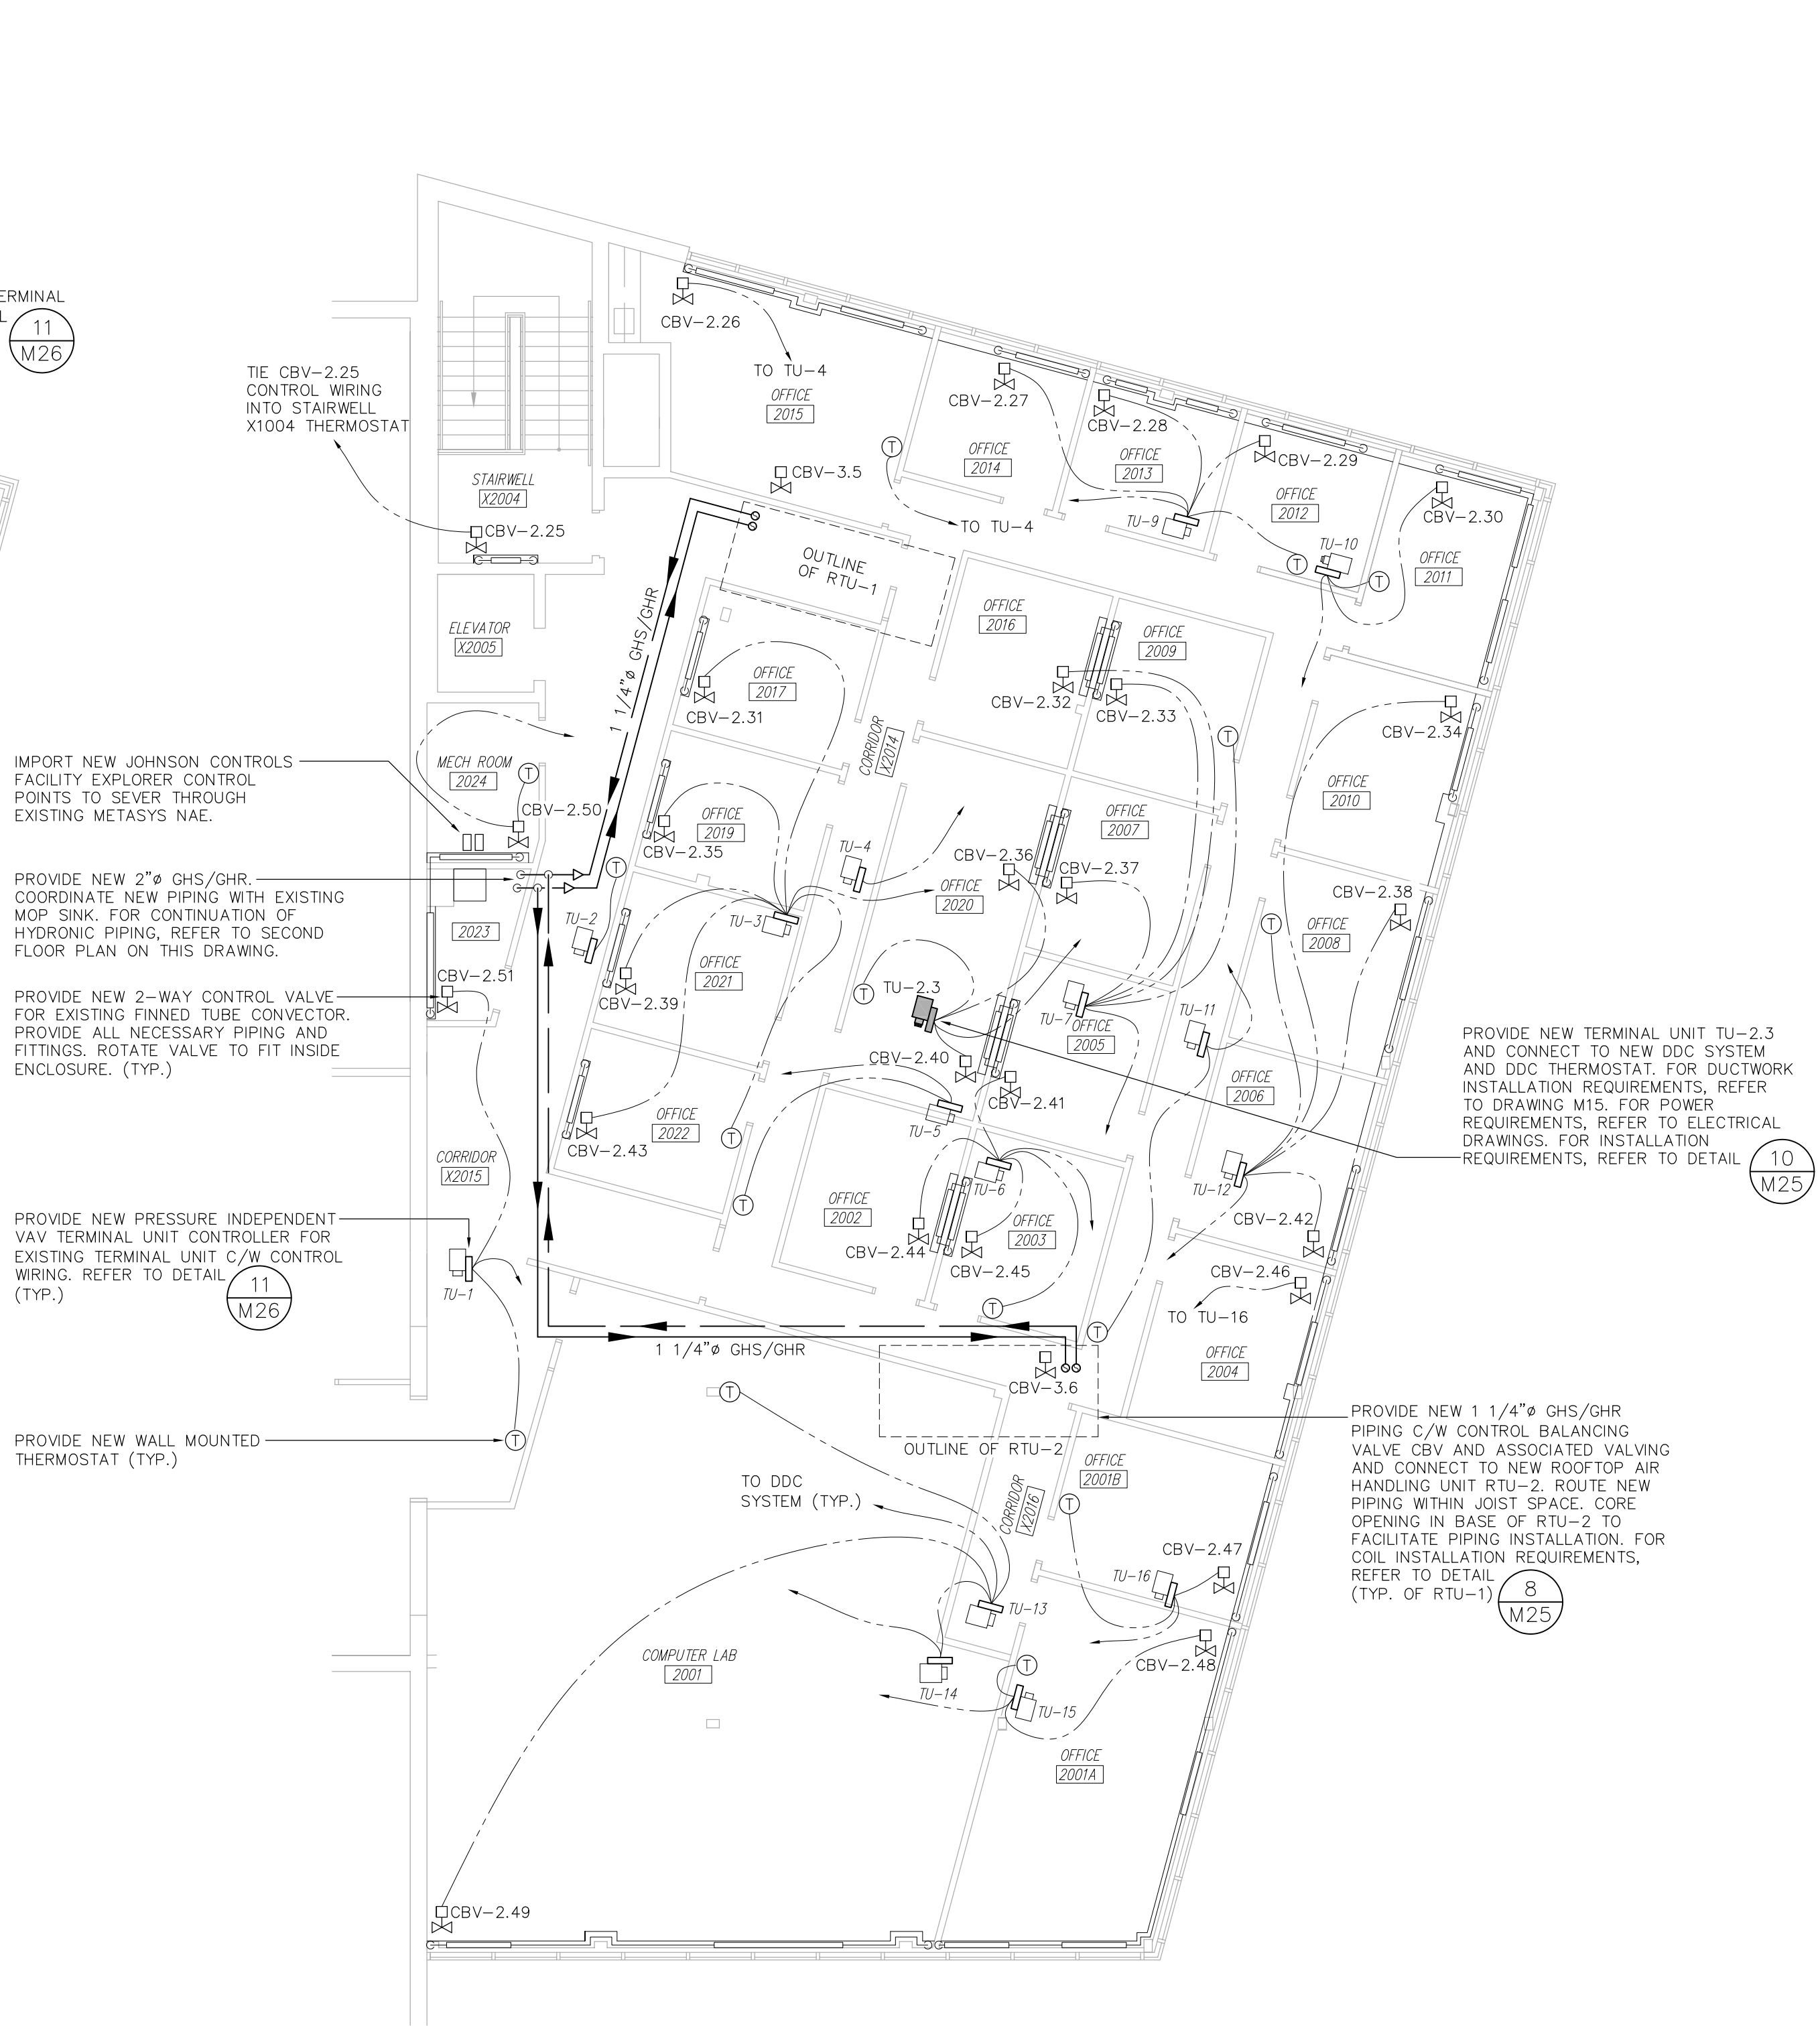 ERMINAL
L
11
M26
TIE CBV-2.25
CONTROL WIRING
INTO STAIRWELL
X1004 THERMOSTAT
CBV-2.26
TO TU-4
OFFICE
2015
CBV-2.27
OFFICE
2014
CBV-2.28
OFFICE
2013
CBV-2.29
OFFICE
2012
CBV-2.30
OFFICE
2011
T
CBV-3.5
TO TU-4
TU-9
TU-10
T
T
STAIRWELL
X2004
CBV-2.25
OUTLINE
OF RTU-1
ELEVATOR
X2005
1 1/4"ø GHS/GHR
OFFICE
2017
CBV-2.31
OFFICE
2016
OFFICE
2009
CBV-2.32
CBV-2.33
CBV-2.34
CORRIDOR
X2014
T
IMPORT NEW JOHNSON CONTROLS
FACILITY EXPLORER CONTROL
POINTS TO SEVER THROUGH
EXISTING METASYS NAE.
MECH ROOM
2024
T
CBV-2.50
OFFICE
2019
CBV-2.35
OFFICE
2007
OFFICE
2010
TU-4
CBV-2.36
CBV-2.37
T
PROVIDE NEW 2"ø GHS/GHR.
COORDINATE NEW PIPING WITH EXISTING
MOP SINK. FOR CONTINUATION OF
HYDRONIC PIPING, REFER TO SECOND
FLOOR PLAN ON THIS DRAWING.
2023
TU-2
TU-3
OFFICE
2020
CBV-2.38
OFFICE
2008
T
OFFICE
2021
CBV-2.39
CBV-2.51
T
TU-2.3
TU-7
OFFICE
2005
TU-11
PROVIDE NEW 2-WAY CONTROL VALVE
FOR EXISTING FINNED TUBE CONVECTOR.
PROVIDE ALL NECESSARY PIPING AND
FITTINGS. ROTATE VALVE TO FIT INSIDE
ENCLOSURE. (TYP.)
PROVIDE NEW TERMINAL UNIT TU-2.3
AND CONNECT TO NEW DDC SYSTEM
AND DDC THERMOSTAT. FOR DUCTWORK
INSTALLATION REQUIREMENTS, REFER
TO DRAWING M15. FOR POWER
REQUIREMENTS, REFER TO ELECTRICAL
DRAWINGS. FOR INSTALLATION
REQUIREMENTS, REFER TO DETAIL
10
M25
CBV-2.40
CBV-2.41
OFFICE
2006
OFFICE
2022
CBV-2.43
T
TU-5
TU-6
TU-12
CORRIDOR
X2015
T
OFFICE
2002
CBV-2.44
OFFICE
2003
CBV-2.45
CBV-2.42
CBV-2.46
TO TU-16
PROVIDE NEW PRESSURE INDEPENDENT
VAV TERMINAL UNIT CONTROLLER FOR
EXISTING TERMINAL UNIT C/W CONTROL
WIRING. REFER TO DETAIL
(TYP.)
11
M26
TU-1
T
T
1 1/4"ø GHS/GHR
OFFICE
2004
CBV-3.6
T
OUTLINE OF RTU-2
PROVIDE NEW WALL MOUNTED
THERMOSTAT (TYP.)
T
TO DDC
SYSTEM (TYP.)
CORRIDOR
X2016
OFFICE
2001B
T
PROVIDE NEW 1 1/4"ø GHS/GHR
PIPING C/W CONTROL BALANCING
VALVE CBV AND ASSOCIATED VALVING
AND CONNECT TO NEW ROOFTOP AIR
HANDLING UNIT RTU-2. ROUTE NEW
PIPING WITHIN JOIST SPACE. CORE
OPENING IN BASE OF RTU-2 TO
FACILITATE PIPING INSTALLATION. FOR
COIL INSTALLATION REQUIREMENTS,
REFER TO DETAIL
(TYP. OF RTU-1)
8
M25
CBV-2.47
TU-16
TU-13
COMPUTER LAB
2001
TU-14
T
TU-15
CBV-2.48
OFFICE
2001A
CBV-2.49